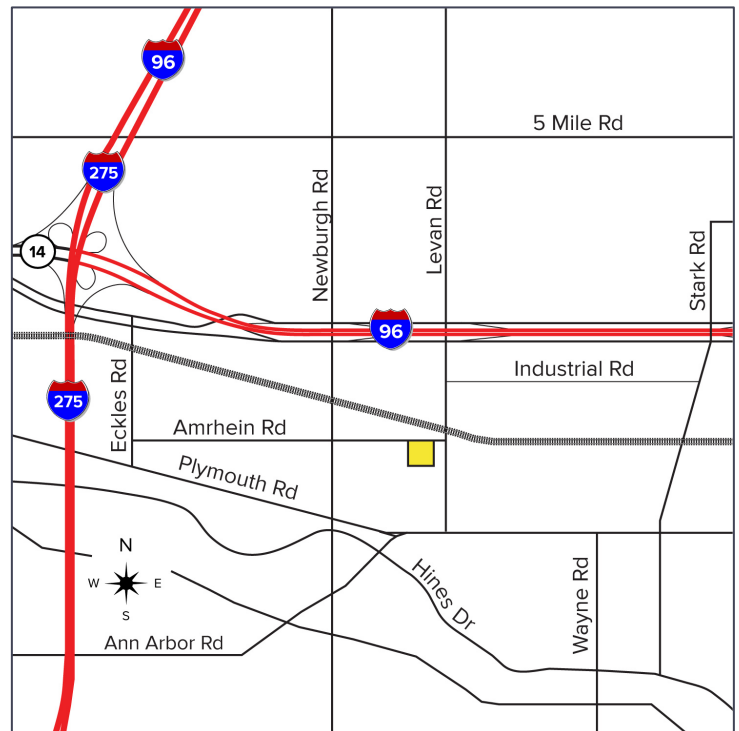 96
5 Mile Rd
275
Newburgh Rd
Levan Rd
Stark Rd
14
96
Industrial Rd
275
Eckles Rd
Amrhein Rd
Plymouth Rd
N
W E
S
Hines Dr
Wayne Rd
Ann Arbor Rd